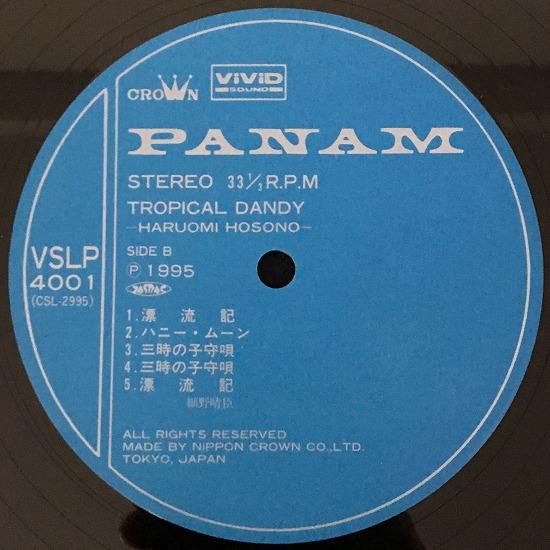 CROWN
ViViD
SOUND
PANAM
STEREO 33⅓ R.P.M
TROPICAL DANDY
—HARUOMI HOSONO—
SIDE B
Ⓟ 1995
JASRAC
VSLP
4001
(CSL-2995)
1. 漂流記
2. ハニー・ムーン
3. 三時の子守唄
4. 三時の子守唄
5. 漂流記
細野晴臣
ALL RIGHTS RESERVED
MADE BY NIPPON CROWN CO.,LTD.
TOKYO, JAPAN